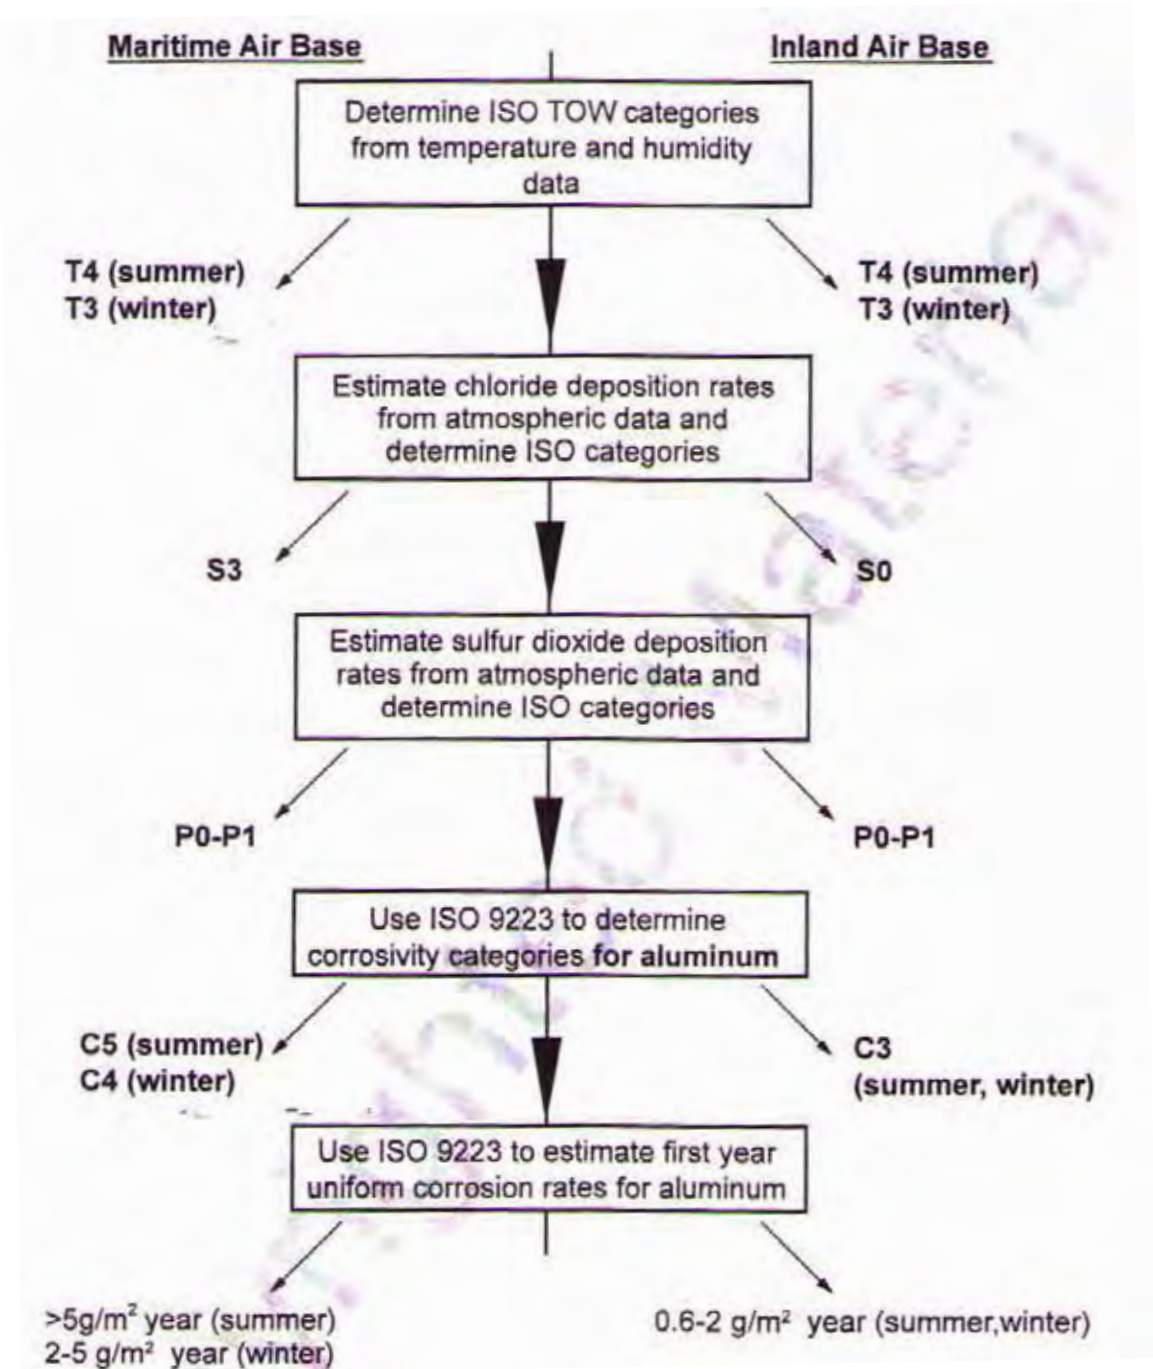 Maritime Air Base
Inland Air Base
Determine ISO TOW categories
from temperature and humidity
data
T4 (summer)
T3 (winter)
T4 (summer)
T3 (winter)
Estimate chloride deposition rates
from atmospheric data and
determine ISO categories
S3
S0
Estimate sulfur dioxide deposition
rates from atmospheric data and
determine ISO categories
P0-P1
P0-P1
Use ISO 9223 to determine
corrosivity categories for aluminum
C5 (summer)
C4 (winter)
C3
(summer, winter)
Use ISO 9223 to estimate first year
uniform corrosion rates for aluminum
>5g/m² year (summer)
2-5 g/m² year (winter)
0.6-2 g/m² year (summer,winter)